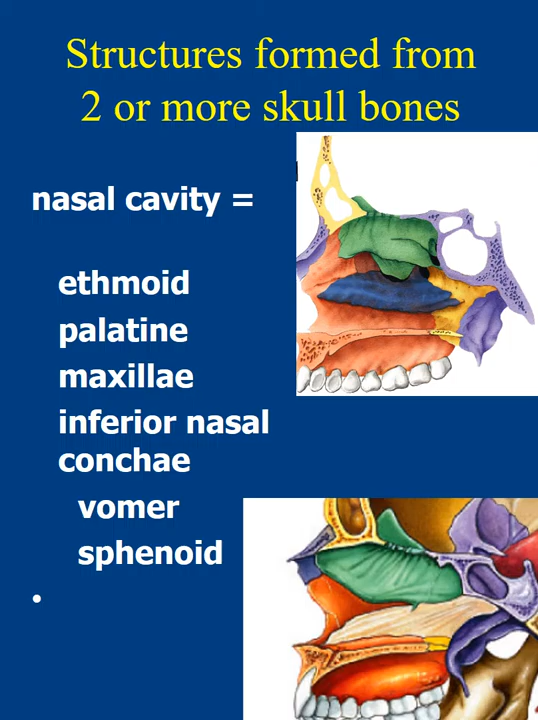 Structures formed from
2 or more skull bones
nasal cavity =
ethmoid
palatine
maxillae
inferior nasal
conchae
vomer
sphenoid
•